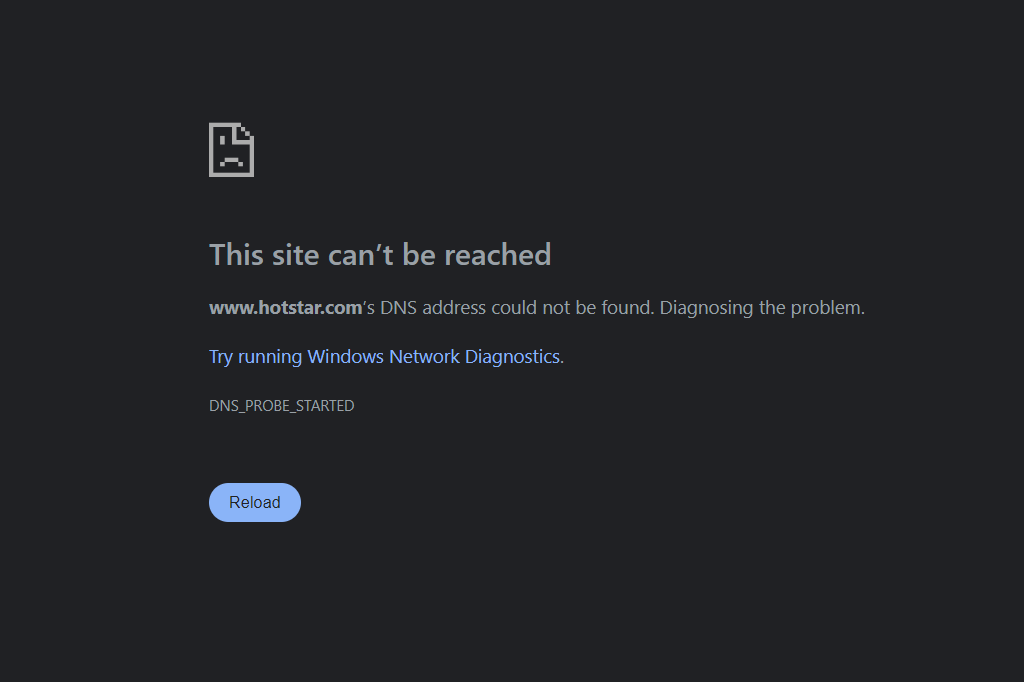 This site can’t be reached
www.hotstar.com’s DNS address could not be found. Diagnosing the problem.
Try running Windows Network Diagnostics.
DNS_PROBE_STARTED
Reload